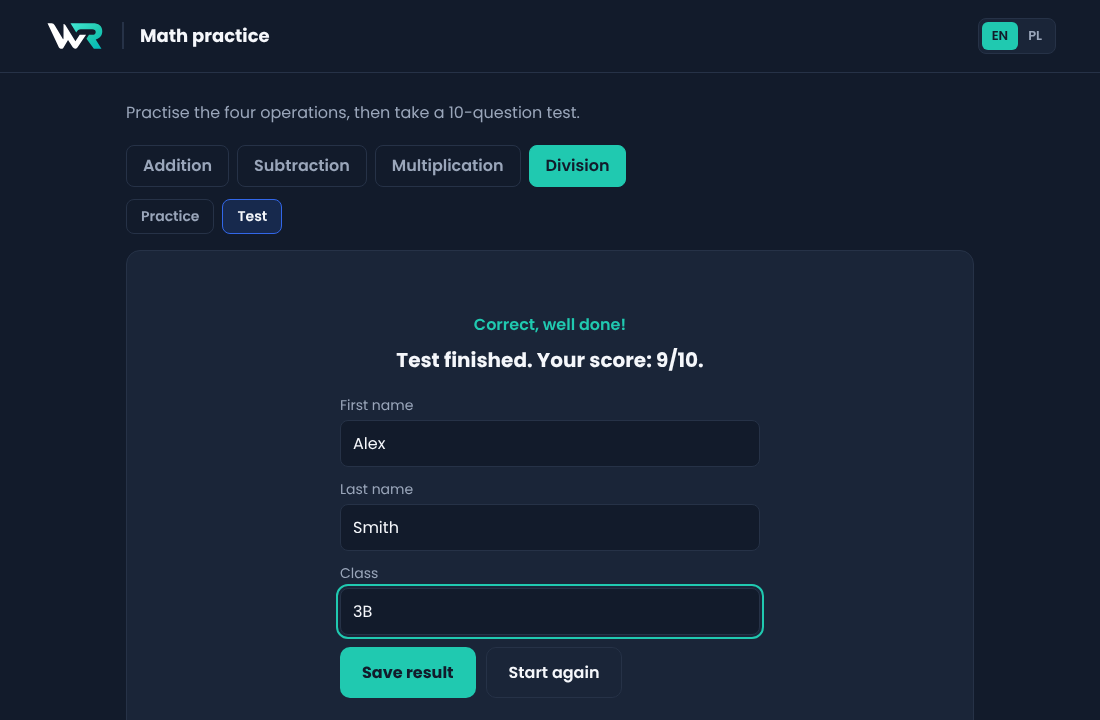 WR Math practice EN PL
Practise the four operations, then take a 10-question test.
Addition Subtraction Multiplication Division
Practice Test
Correct, well done!
Test finished. Your score: 9/10.
First name
Alex
Last name
Smith
Class
3B
Save result Start again